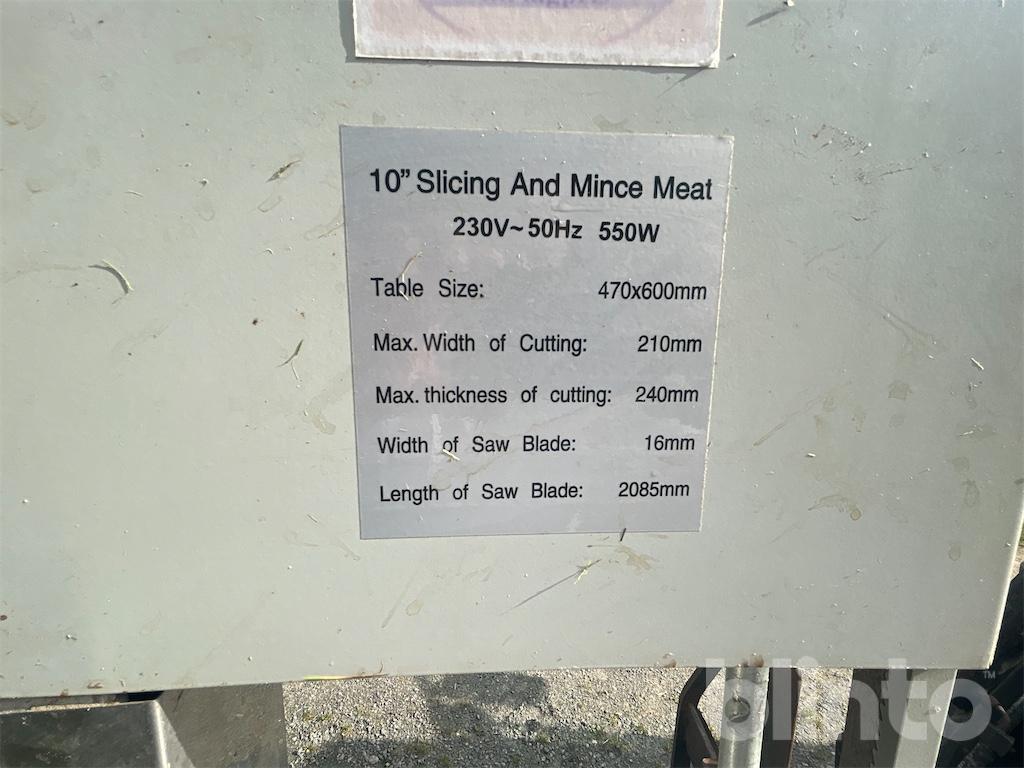 10" Slicing And Mince Meat
230V~50Hz 550W
Table Size: 470x600mm
Max. Width of Cutting: 210mm
Max. thickness of cutting: 240mm
Width of Saw Blade: 16mm
Length of Saw Blade: 2085mm
blinto™